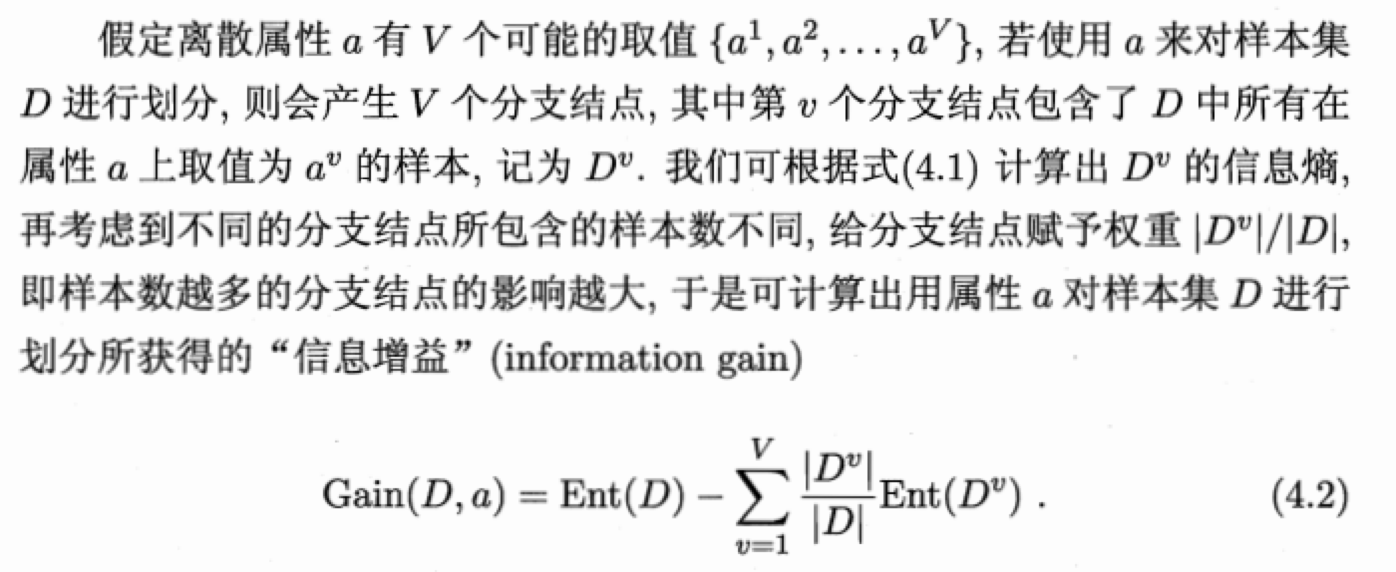 假定离散属性 a 有 V 个可能的取值 {a¹, a², ..., a^V}, 若使用 a 来对样本集
D 进行划分, 则会产生 V 个分支结点, 其中第 v 个分支结点包含了 D 中所有在
属性 a 上取值为 a^v 的样本, 记为 D^v. 我们可根据式(4.1) 计算出 D^v 的信息熵,
再考虑到不同的分支结点所包含的样本数不同, 给分支结点赋予权重 |D^v|/|D|,
即样本数越多的分支结点的影响越大, 于是可计算出用属性 a 对样本集 D 进行
划分所获得的“信息增益”(information gain)
Gain(D, a) = Ent(D) − ∑_{v=1}^{V} \frac{|D^v|}{|D|} Ent(D^v) . (4.2)